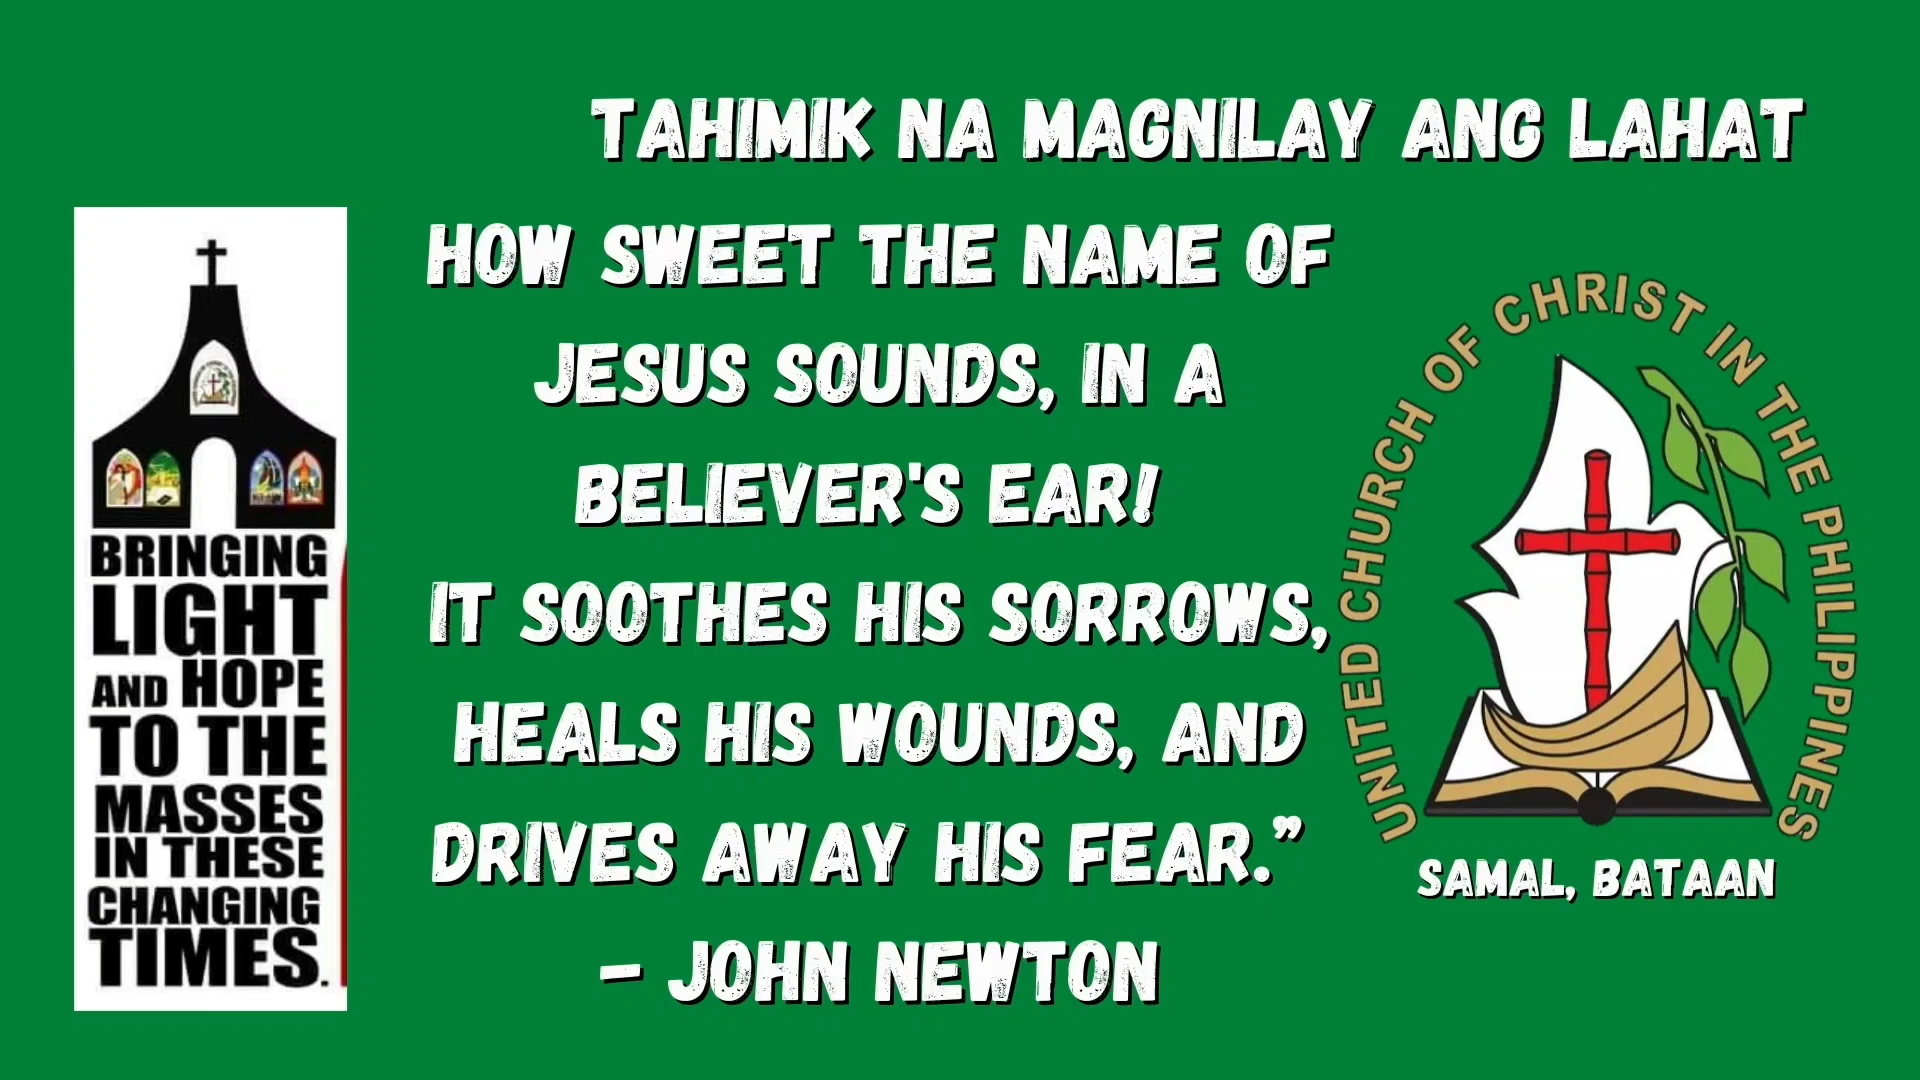 TAHIMIK NA MAGNILAY ANG LAHAT
HOW SWEET THE NAME OF
JESUS SOUNDS, IN A
BELIEVER'S EAR!
IT SOOTHES HIS SORROWS,
HEALS HIS WOUNDS, AND
DRIVES AWAY HIS FEAR.”
– JOHN NEWTON
BRINGING
LIGHT
AND HOPE
TO THE
MASSES
IN THESE
CHANGING
TIMES.
UNITED CHURCH OF CHRIST IN THE PHILIPPINES
SAMAL, BATAAN